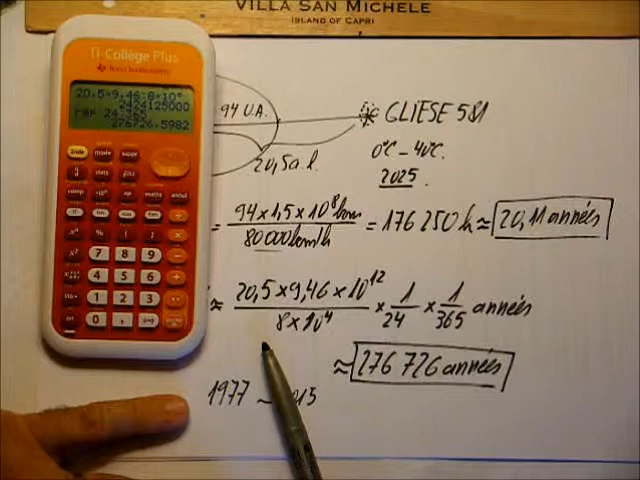 VILLA SAN MICHELE
ISLAND OF CAPRI
TI-Collège Plus
Texas Instruments
20,5*9,46:8*10
2424125000
24:365
276726.5982
94 U.A.
GLIESE 581
20,5 a.l.
0°C - 40°C.
2025.
= 94 × 1,5 × 10⁸ km / 80 000 km/h = 176 250 h ≈ 20,11 années
≈ 20,5 × 9,46 × 10¹² / 8 × 10⁴ × 1/24 × 1/365 années
≈ 276 726 années
1977 ~ 15